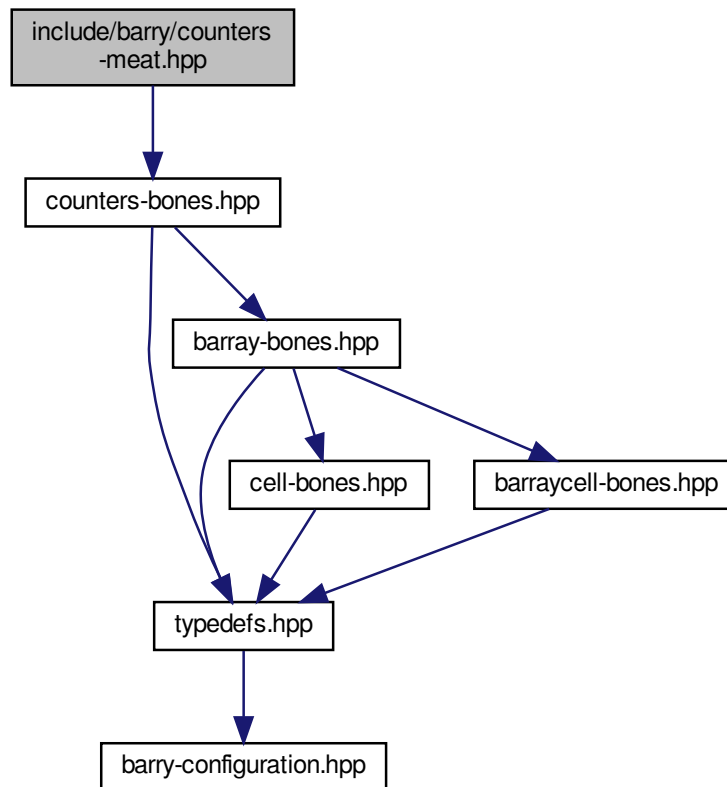 include/barry/counters
-meat.hpp
counters-bones.hpp
barray-bones.hpp
cell-bones.hpp
barraycell-bones.hpp
typedefs.hpp
barry-configuration.hpp